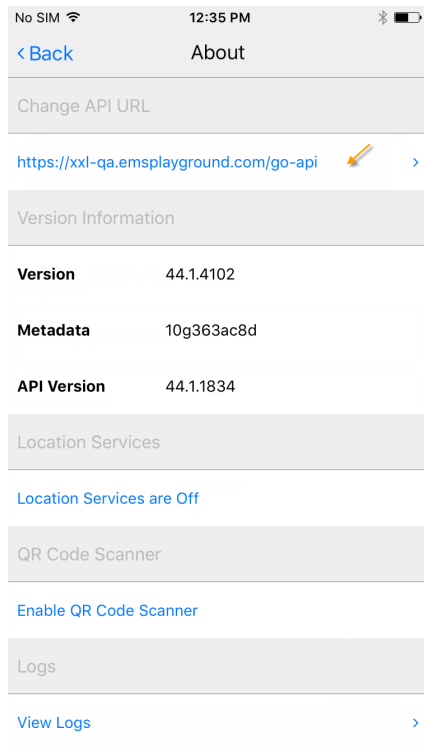 No SIM 12:35 PM
Back About
Change API URL
https://xxl-qa.emsplayground.com/go-api
Version Information
Version 44.1.4102
Metadata 10g363ac8d
API Version 44.1.1834
Location Services
Location Services are Off
QR Code Scanner
Enable QR Code Scanner
Logs
View Logs